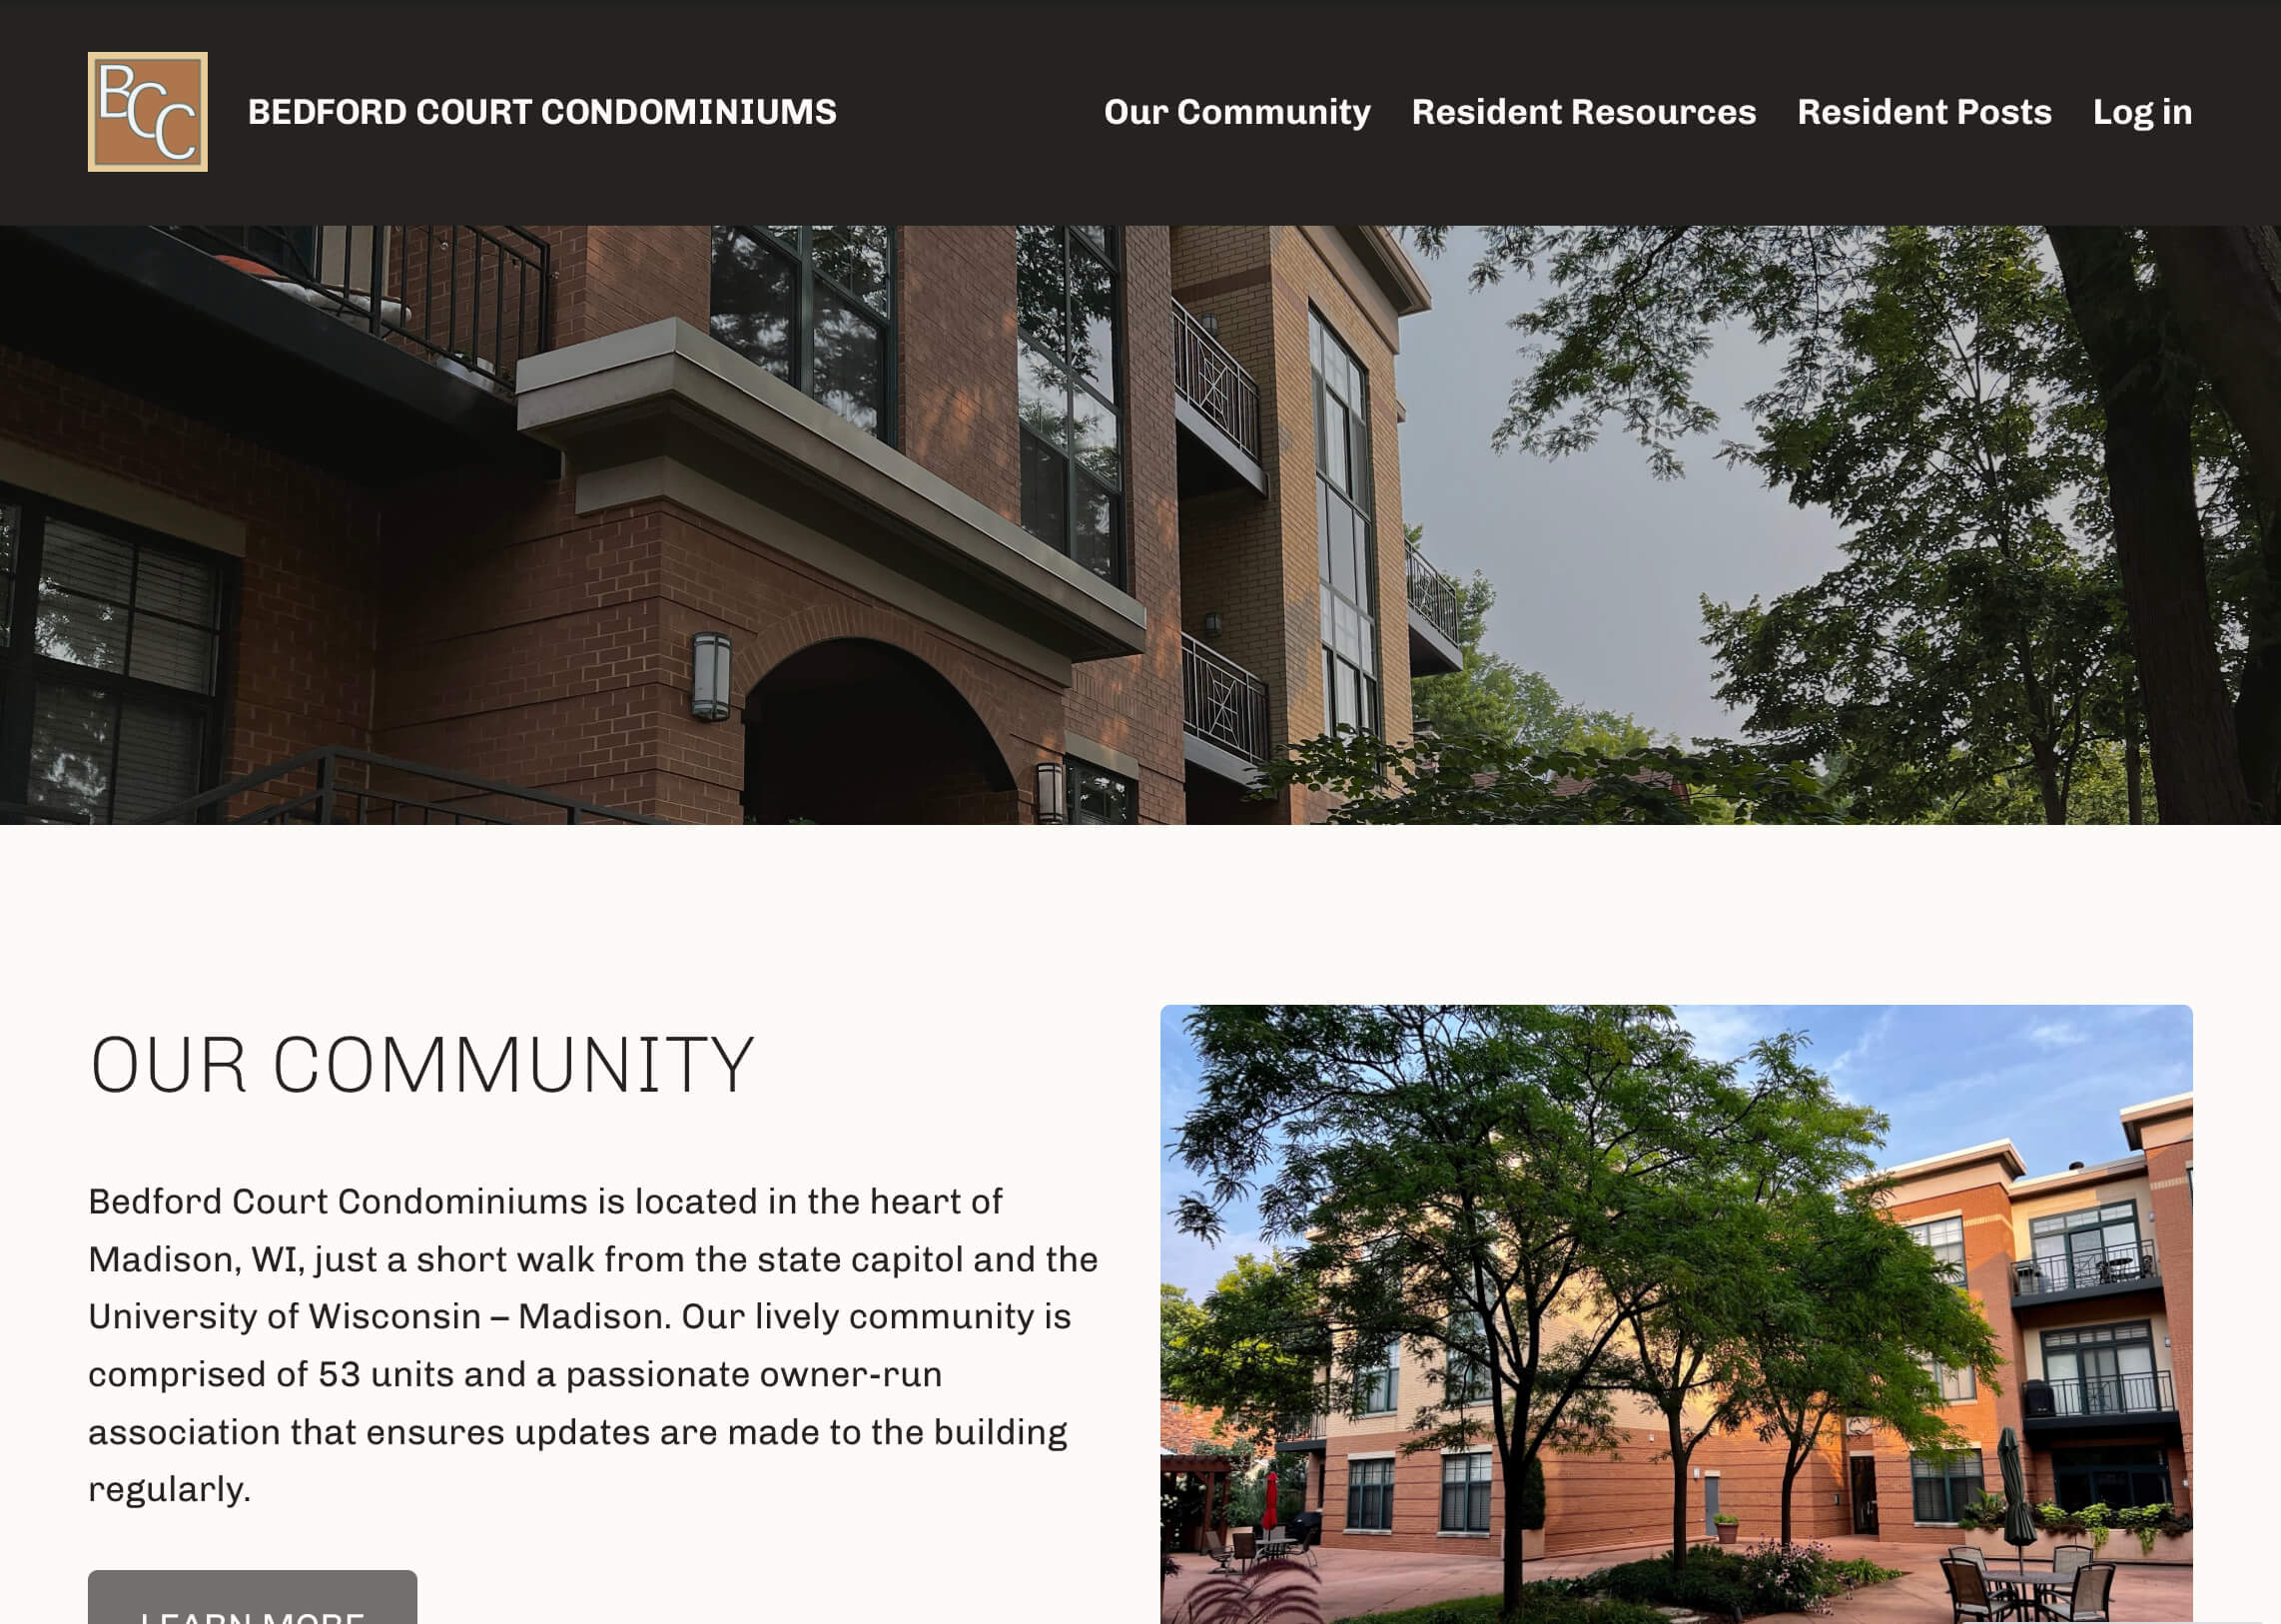 BCC
BEDFORD COURT CONDOMINIUMS
Our Community
Resident Resources
Resident Posts
Log in
OUR COMMUNITY
Bedford Court Condominiums is located in the heart of
Madison, WI, just a short walk from the state capitol and the
University of Wisconsin – Madison. Our lively community is
comprised of 53 units and a passionate owner-run
association that ensures updates are made to the building
regularly.
LEARN MORE